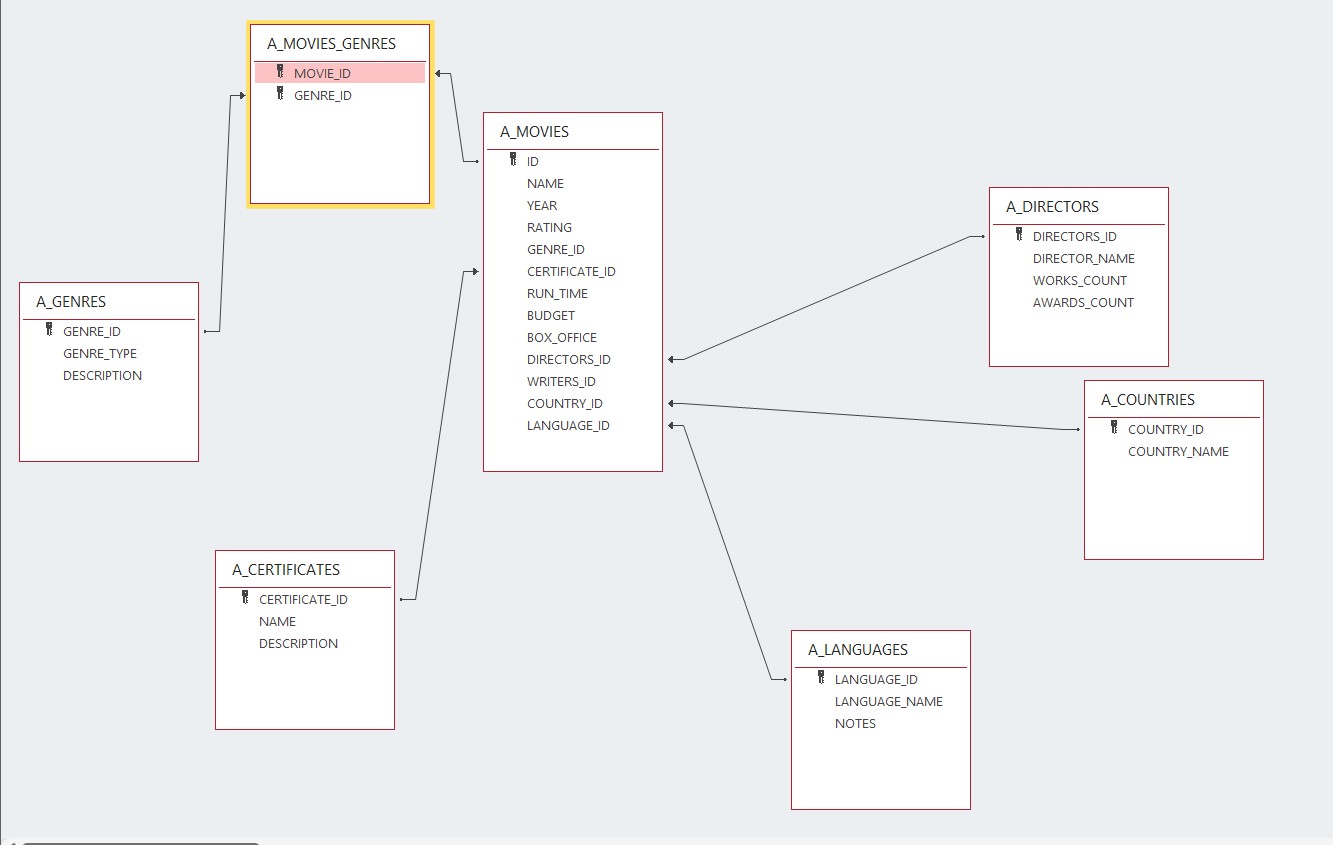 A_MOVIES_GENRES
MOVIE_ID
GENRE_ID
A_MOVIES
ID
NAME
YEAR
RATING
GENRE_ID
CERTIFICATE_ID
RUN_TIME
BUDGET
BOX_OFFICE
DIRECTORS_ID
WRITERS_ID
COUNTRY_ID
LANGUAGE_ID
A_DIRECTORS
DIRECTORS_ID
DIRECTOR_NAME
WORKS_COUNT
AWARDS_COUNT
A_GENRES
GENRE_ID
GENRE_TYPE
DESCRIPTION
A_COUNTRIES
COUNTRY_ID
COUNTRY_NAME
A_CERTIFICATES
CERTIFICATE_ID
NAME
DESCRIPTION
A_LANGUAGES
LANGUAGE_ID
LANGUAGE_NAME
NOTES